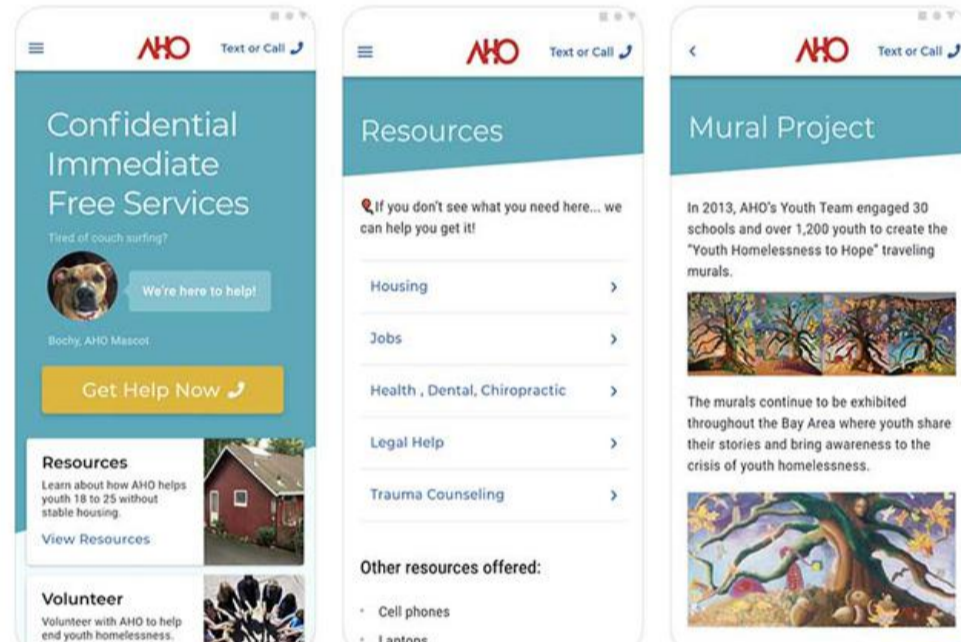 AHO
Text or Call
Confidential
Immediate
Free Services
Tired of couch surfing?
We're here to help!
Bochy, AHO Mascot
Get Help Now
Resources
Learn about how AHO helps
youth 18 to 25 without
stable housing.
View Resources
Volunteer
Volunteer with AHO to help
end youth homelessness.
AHO
Text or Call
Resources
If you don't see what you need here... we
can help you get it!
Housing
Jobs
Health , Dental, Chiropractic
Legal Help
Trauma Counseling
Other resources offered:
Cell phones
Laptops
AHO
Text or Call
Mural Project
In 2013, AHO's Youth Team engaged 30
schools and over 1,200 youth to create the
"Youth Homelessness to Hope" traveling
murals.
The murals continue to be exhibited
throughout the Bay Area where youth share
their stories and bring awareness to the
crisis of youth homelessness.